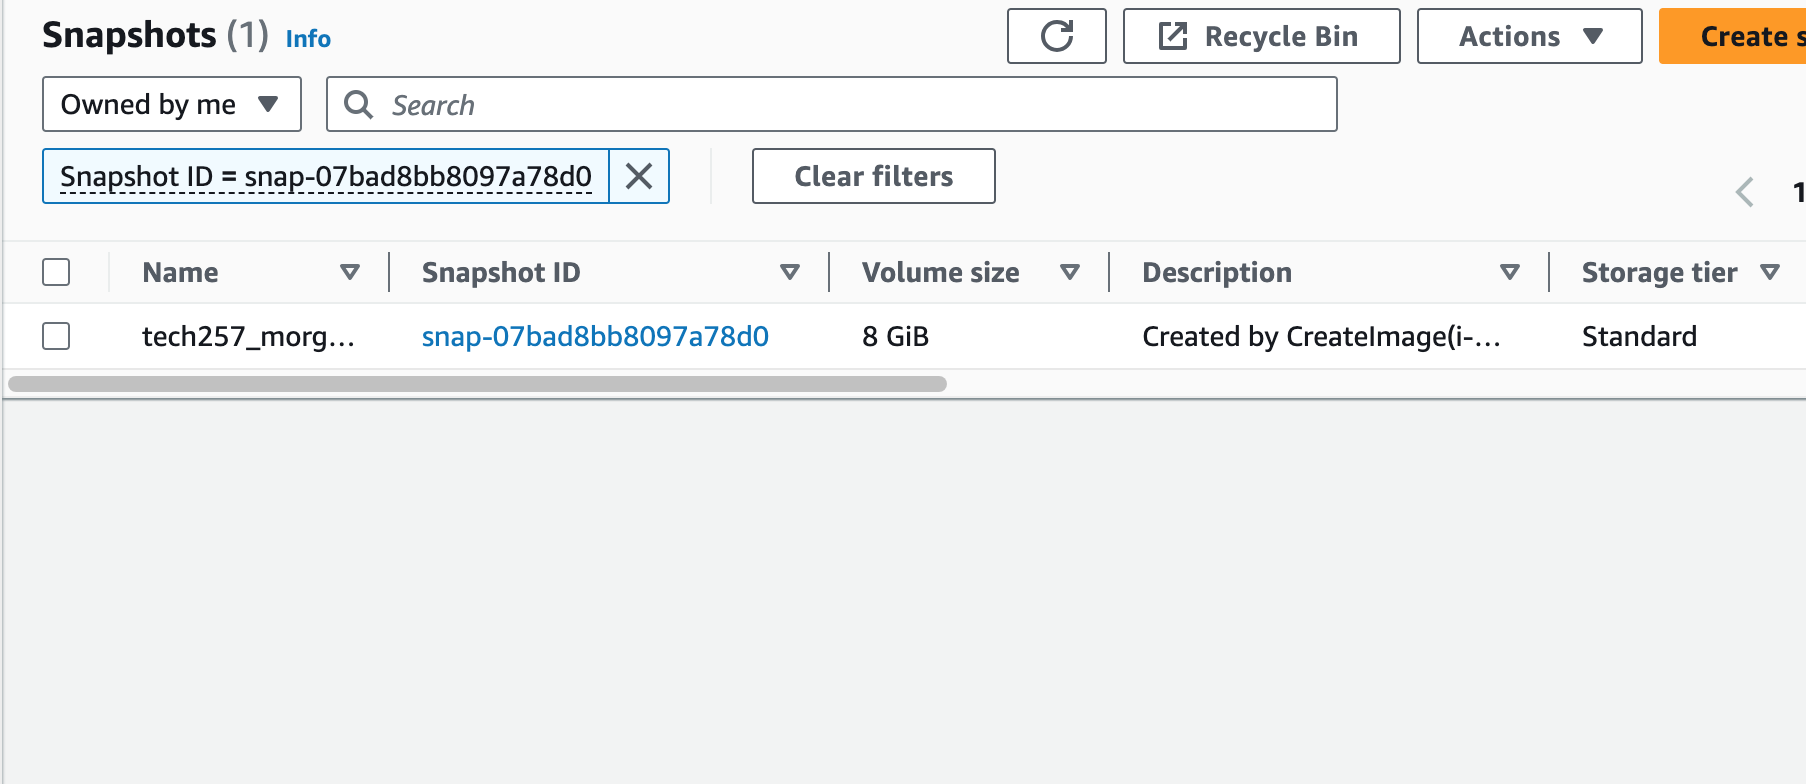 Snapshots (1) Info
Recycle Bin
Actions
Create s
Owned by me
Search
Snapshot ID = snap-07bad8bb8097a78d0
Clear filters
1
Name Snapshot ID Volume size Description Storage tier
tech257_morg... snap-07bad8bb8097a78d0 8 GiB Created by CreateImage(i-... Standard